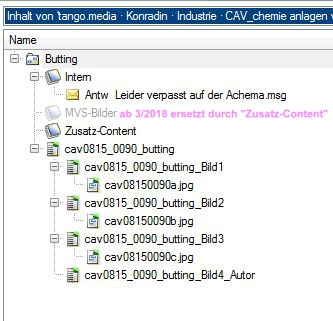 Inhalt von 'tango.media · Konradin · Industrie · CAV_chemie anlagen v
Name
Butting
Intern
Antw Leider verpasst auf der Achema.msg
MVS-Bilder ab 3/2018 ersetzt durch "Zusatz-Content"
Zusatz-Content
cav0815_0090_butting
cav0815_0090_butting_Bild1
cav08150090a.jpg
cav0815_0090_butting_Bild2
cav08150090b.jpg
cav0815_0090_butting_Bild3
cav08150090c.jpg
cav0815_0090_butting_Bild4_Autor